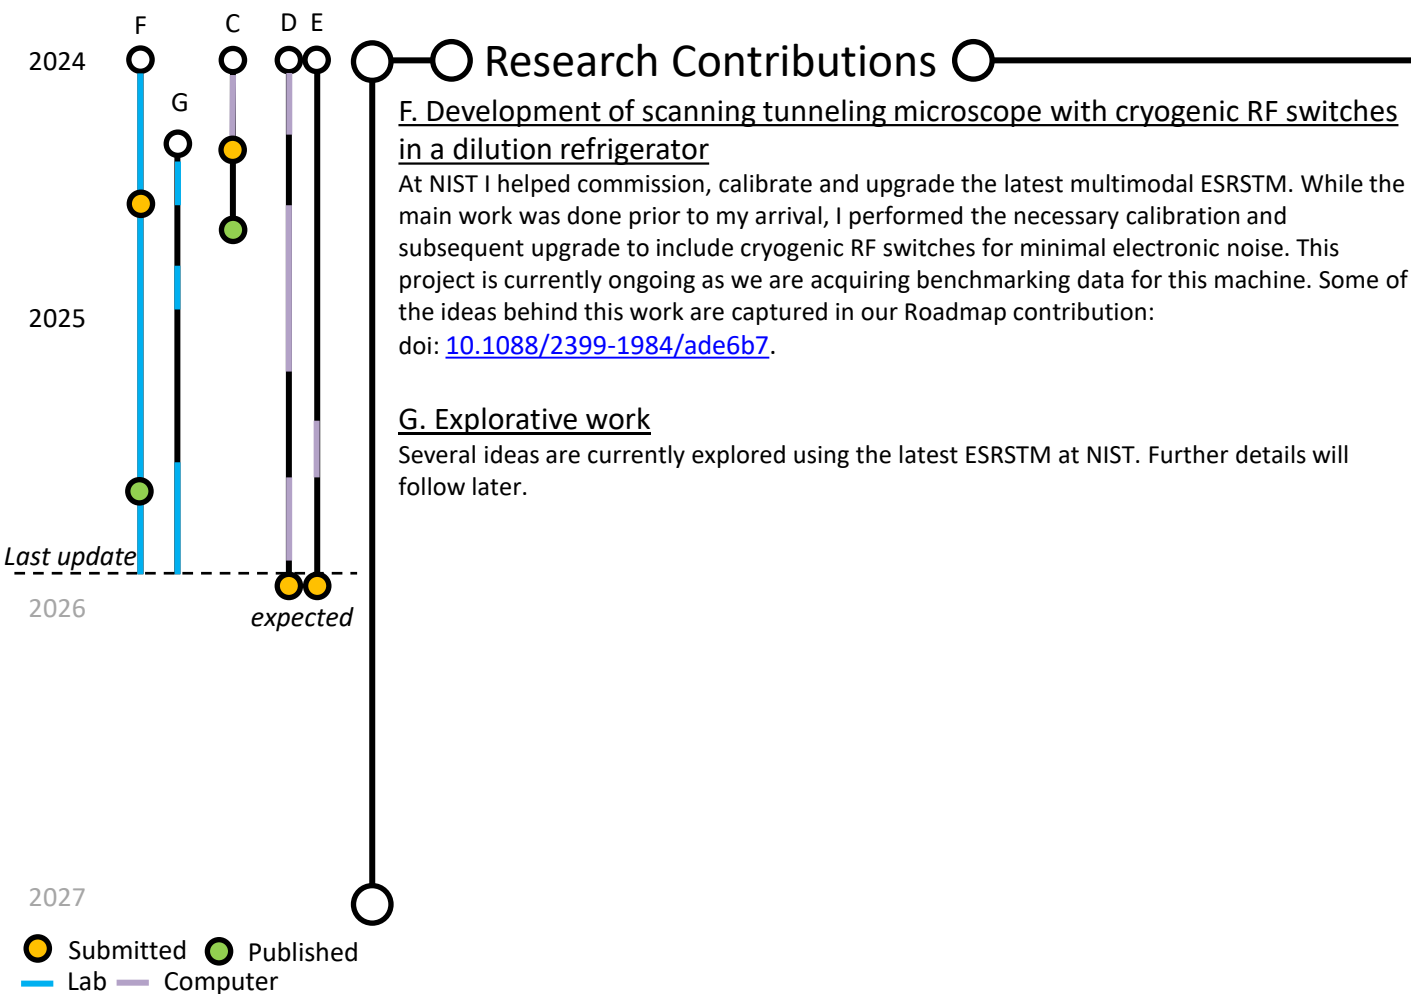 F
C
D E
2024
Research Contributions
G
F. Development of scanning tunneling microscope with cryogenic RF switches
in a dilution refrigerator
At NIST I helped commission, calibrate and upgrade the latest multimodal ESRSTM. While the
main work was done prior to my arrival, I performed the necessary calibration and
subsequent upgrade to include cryogenic RF switches for minimal electronic noise. This
project is currently ongoing as we are acquiring benchmarking data for this machine. Some of
the ideas behind this work are captured in our Roadmap contribution:
doi: 10.1088/2399-1984/ade6b7.
2025
G. Explorative work
Several ideas are currently explored using the latest ESRSTM at NIST. Further details will
follow later.
Last update
2026
expected
2027
Submitted
Published
Lab
Computer